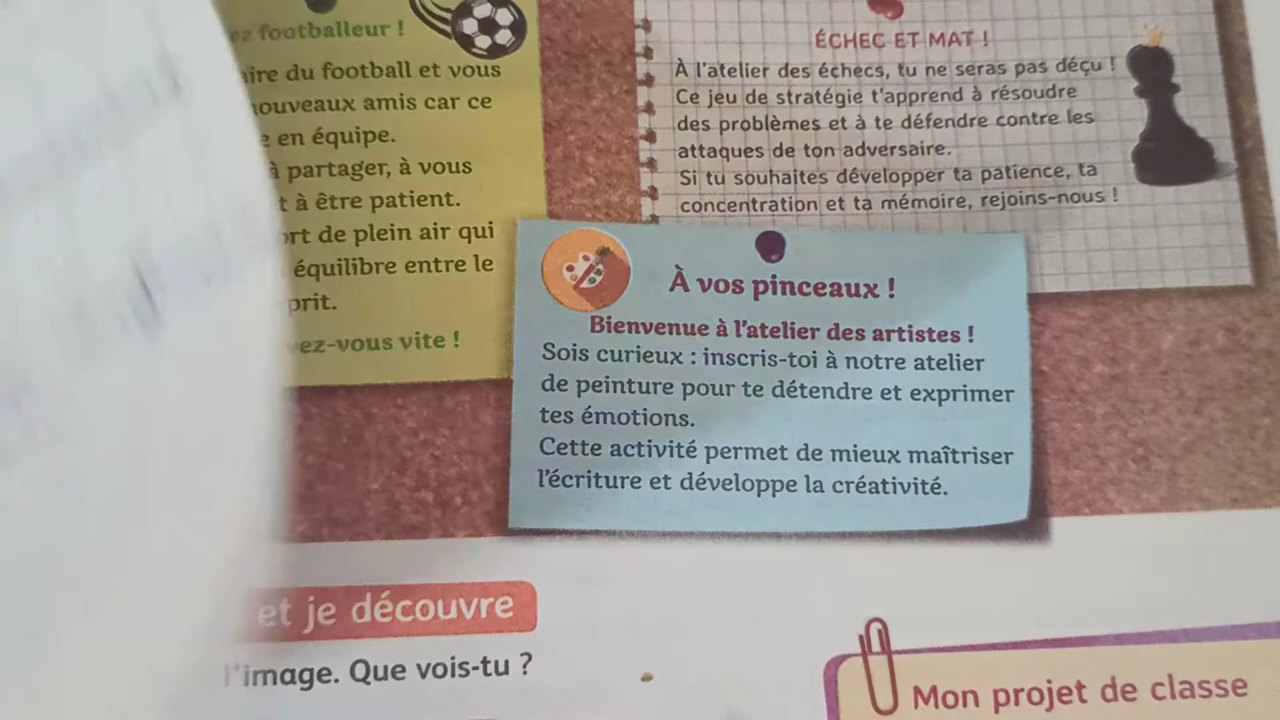 footballeur !
du football et vous
nouveaux amis car ce
en équipe.
à partager, à vous
t à être patient.
de plein air qui
équilibre entre le
vite !
ÉCHEC ET MAT !
À l'atelier des échecs, tu ne seras pas déçu !
Ce jeu de stratégie t'apprend à résoudre
des problèmes et à te défendre contre les
attaques de ton adversaire.
Si tu souhaites développer ta patience, ta
concentration et ta mémoire, rejoins-nous !
À vos pinceaux !
Bienvenue à l'atelier des artistes !
Sois curieux : inscris-toi à notre atelier
de peinture pour te détendre et exprimer
tes émotions.
Cette activité permet de mieux maîtriser
l'écriture et développe la créativité.
et je découvre
l'image. Que vois-tu ?
Mon projet de classe